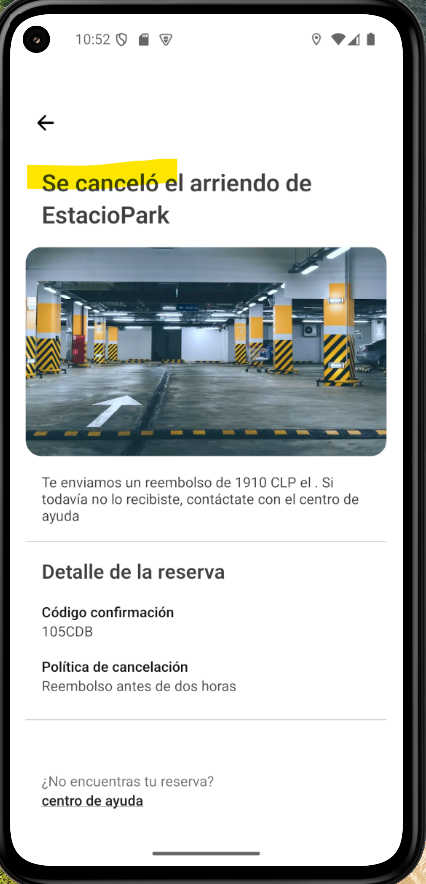 10:52
Se canceló el arriendo de
EstacioPark
Te enviamos un reembolso de 1910 CLP el . Si
todavía no lo recibiste, contáctate con el centro de
ayuda
Detalle de la reserva
Código confirmación
105CDB
Política de cancelación
Reembolso antes de dos horas
¿No encuentras tu reserva?
centro de ayuda